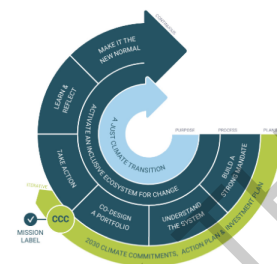 CONTINUOUS
MAKE IT THE
NEW NORMAL
LEARN &
REFLECT
TAKE ACTION
CO-DESIGN
A PORTFOLIO
UNDERSTAND
THE SYSTEM
BUILD A
STRONG MANDATE
ACTIVATE AN INCLUSIVE ECOSYSTEM FOR CHANGE
A JUST CLIMATE TRANSITION
PURPOSE
PROCESS
CCC
MISSION
LABEL
2030 CLIMATE COMMITMENTS, ACTION PLAN & INVESTMENT PLAN